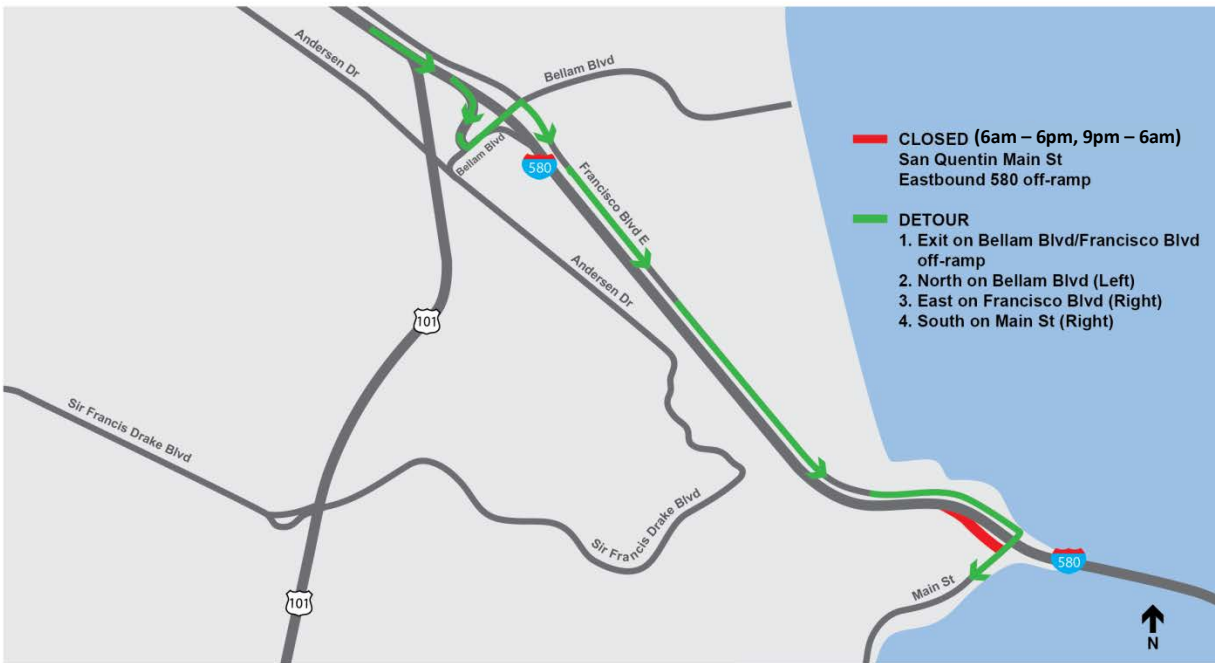 Andersen Dr
Bellam Blvd
Bellam Blvd
580
Francisco Blvd E
Andersen Dr
101
Sir Francis Drake Blvd
Sir Francis Drake Blvd
101
Main St
580
CLOSED (6am – 6pm, 9pm – 6am)
San Quentin Main St
Eastbound 580 off-ramp
DETOUR
1. Exit on Bellam Blvd/Francisco Blvd
off-ramp
2. North on Bellam Blvd (Left)
3. East on Francisco Blvd (Right)
4. South on Main St (Right)
N